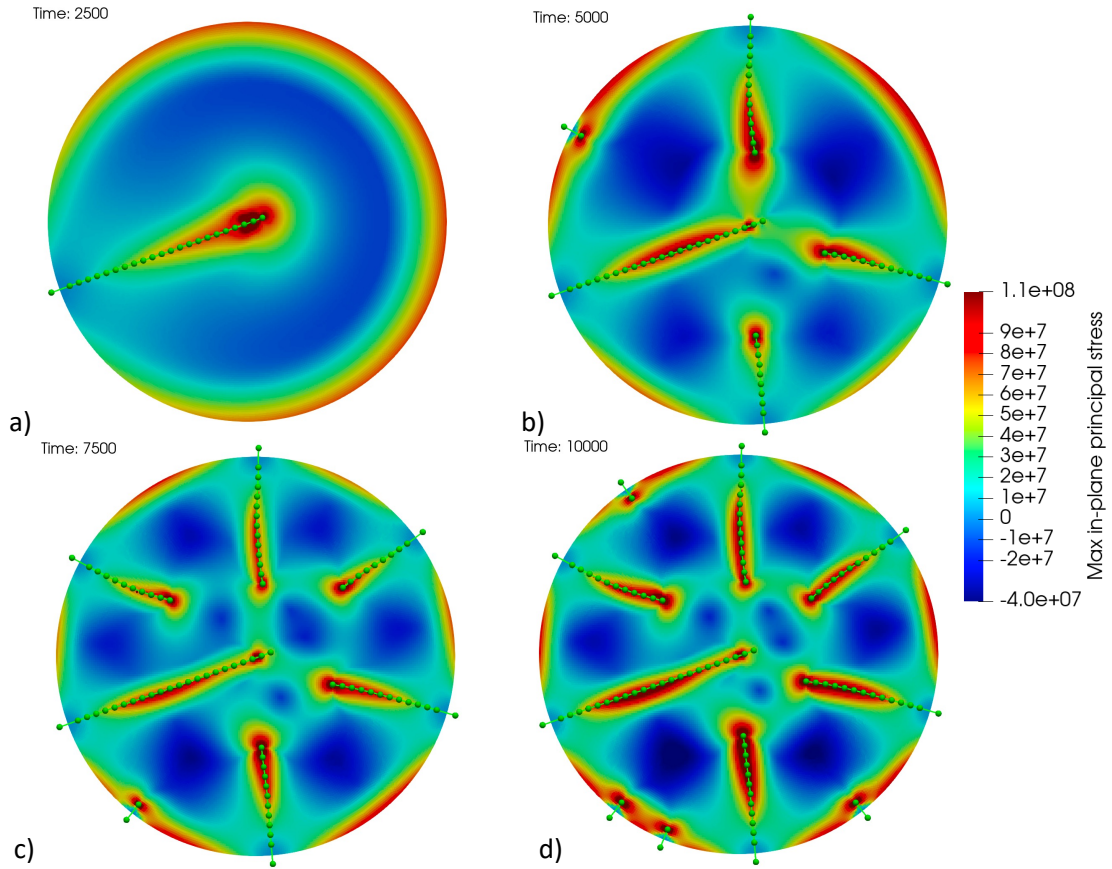 Time: 2500
Time: 5000
a)
b)
1.1e+08
9e+7
8e+7
7e+7
6e+7
5e+7
4e+7
3e+7
2e+7
1e+7
0
-1e+7
-2e+7
-4.0e+07
Max in-plane principal stress
Time: 7500
Time: 10000
c)
d)